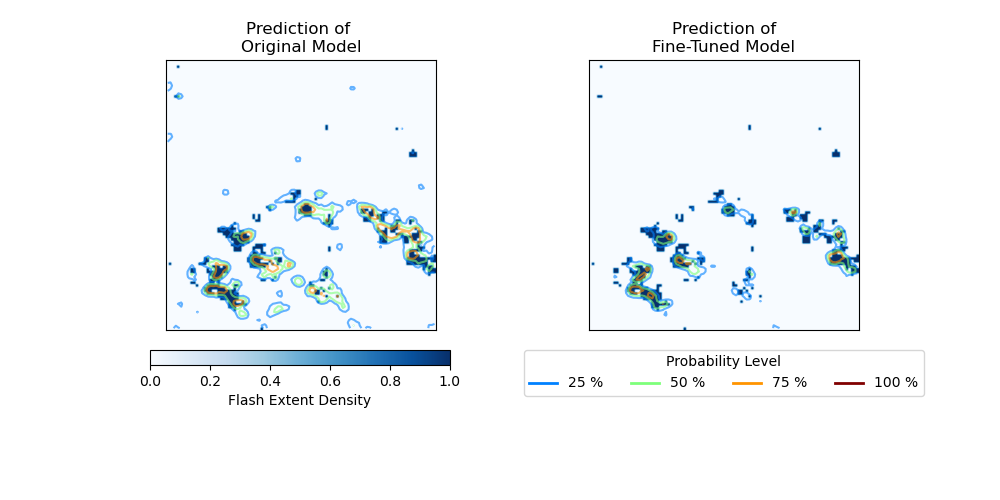 Prediction of
Original Model
Prediction of
Fine-Tuned Model
0.0 0.2 0.4 0.6 0.8 1.0
Flash Extent Density
Probability Level
25 % 50 % 75 % 100 %